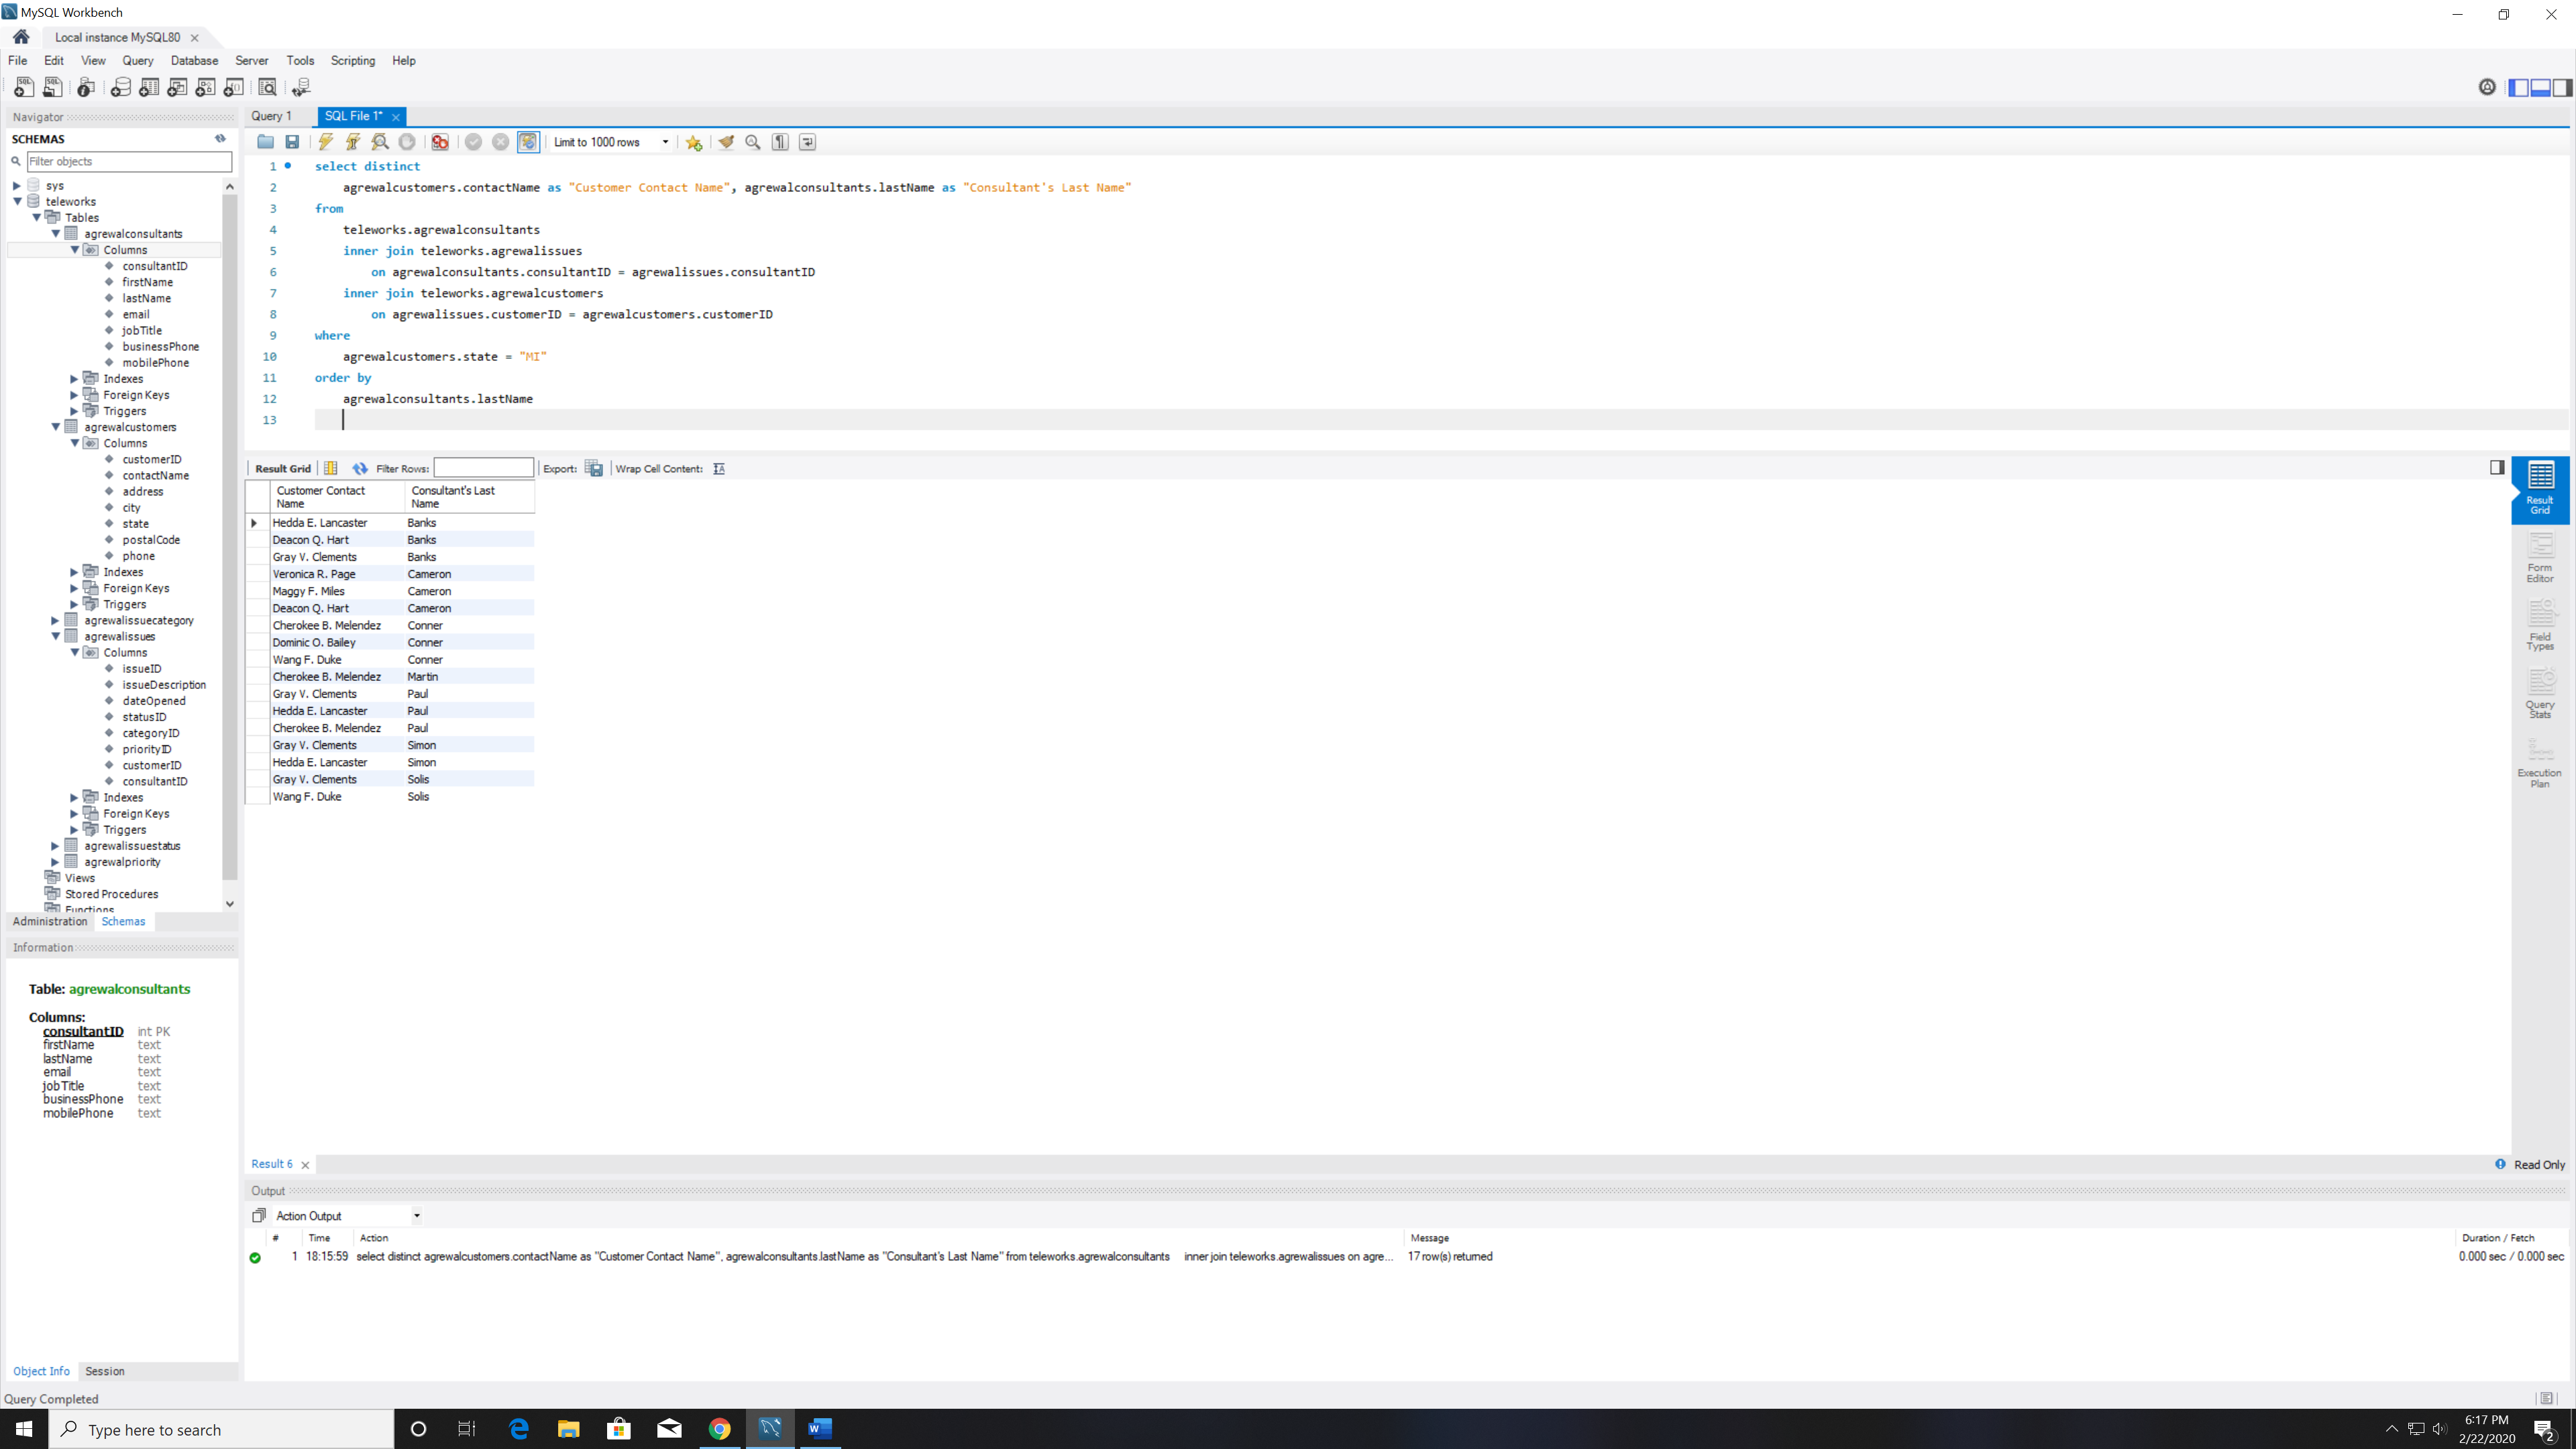 MySQL Workbench
Local instance MySQL80
File Edit View Query Database Server Tools Scripting Help
Navigator
SCHEMAS
Filter objects
sys
teleworks
Tables
agrewalconsultants
Columns
consultantID
firstName
lastName
email
jobTitle
businessPhone
mobilePhone
Indexes
Foreign Keys
Triggers
agrewalcustomers
Columns
customerID
contactName
address
city
state
postalCode
phone
Indexes
Foreign Keys
Triggers
agrewalissuecategory
agrewalissues
Columns
issueID
issueDescription
dateOpened
statusID
categoryID
priorityID
customerID
consultantID
Indexes
Foreign Keys
Triggers
agrewalissuestatus
agrewalpriority
Views
Stored Procedures
Functions
Administration Schemas
Information
Table: agrewalconsultants
Columns:
consultantID int PK
firstName text
lastName text
email text
jobTitle text
businessPhone text
mobilePhone text
Object Info Session
Query 1 SQL File 1*
Limit to 1000 rows
1 select distinct
2 agrewalcustomers.contactName as "Customer Contact Name", agrewalconsultants.lastName as "Consultant's Last Name"
3 from
4 teleworks.agrewalconsultants
5 inner join teleworks.agrewalissues
6 on agrewalconsultants.consultantID = agrewalissues.consultantID
7 inner join teleworks.agrewalcustomers
8 on agrewalissues.customerID = agrewalcustomers.customerID
9 where
10 agrewalcustomers.state = "MI"
11 order by
12 agrewalconsultants.lastName
13
Result Grid Filter Rows: Export: Wrap Cell Content:
Customer Contact Name Consultant's Last Name
Hedda E. Lancaster Banks
Deacon Q. Hart Banks
Gray V. Clements Banks
Veronica R. Page Cameron
Maggy F. Miles Cameron
Deacon Q. Hart Cameron
Cherokee B. Melendez Conner
Dominic O. Bailey Conner
Wang F. Duke Conner
Cherokee B. Melendez Martin
Gray V. Clements Paul
Hedda E. Lancaster Paul
Cherokee B. Melendez Paul
Gray V. Clements Simon
Hedda E. Lancaster Simon
Gray V. Clements Solis
Wang F. Duke Solis
Result Grid
Form Editor
Field Types
Query Stats
Execution Plan
Result 6
Read Only
Output
Action Output
# Time Action Message Duration / Fetch
1 18:15:59 select distinct agrewalcustomers.contactName as "Customer Contact Name", agrewalconsultants.lastName as "Consultant's Last Name" from teleworks.agrewalconsultants inner join teleworks.agrewalissues on agre... 17 row(s) returned 0.000 sec / 0.000 sec
Query Completed
Type here to search
6:17 PM
2/22/2020
2